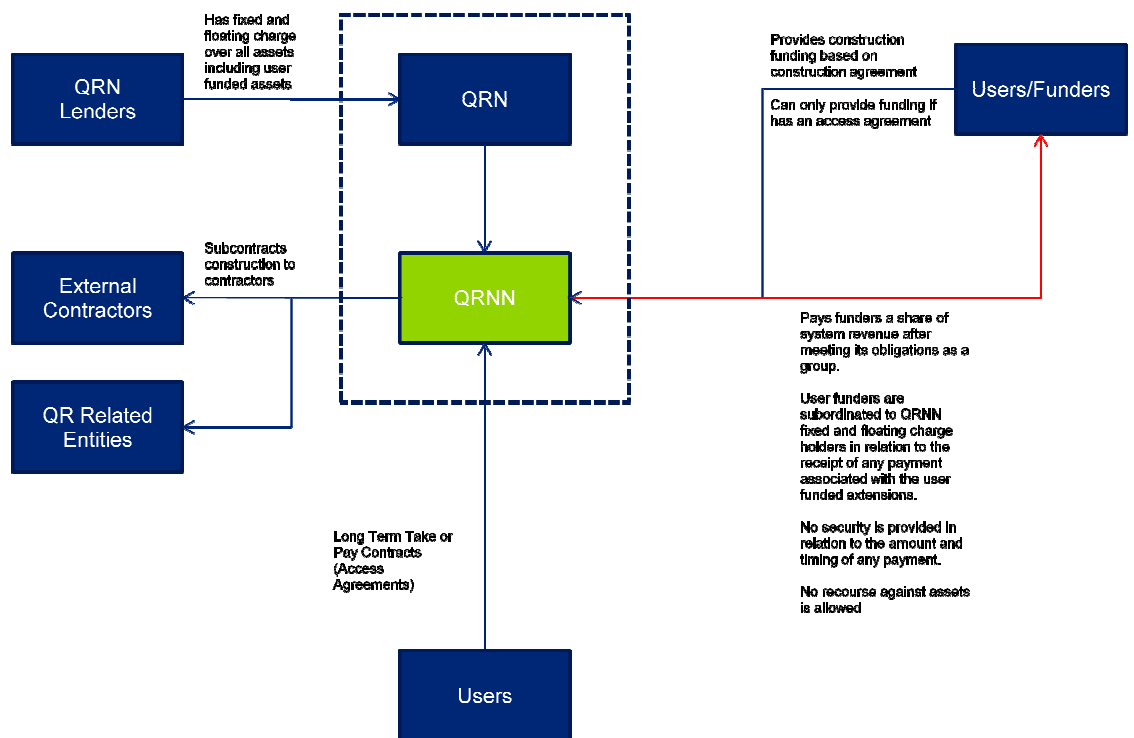 Has fixed and
floating charge
over all assets
including user
funded assets
QRN
Lenders
QRN
Provides construction
funding based on
construction agreement
Can only provide funding if
has an access agreement
Users/Funders
Subcontracts
construction to
contractors
External
Contractors
QRNN
QR Related
Entities
Pays funders a share of
system revenue after
meeting its obligations as a
group.
User funders are
subordinated to QRNN
fixed and floating charge
holders in relation to the
receipt of any payment
associated with the user
funded extensions.
No security is provided in
relation to the amount and
timing of any payment.
No recourse against assets
is allowed
Long Term Take or
Pay Contracts
(Access
Agreements)
Users